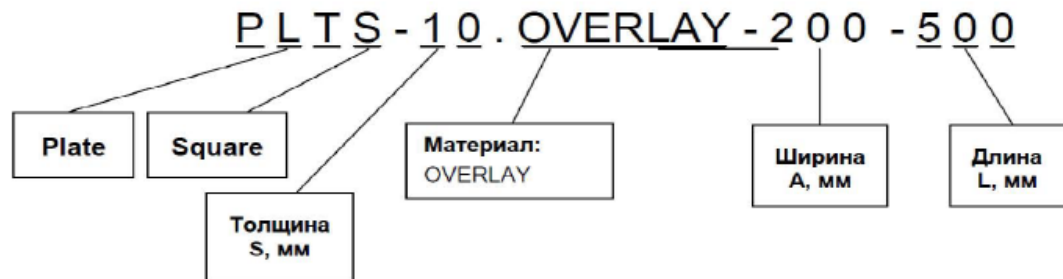 PLTS-10.OVERLAY-200-500
Plate
Square
Толщина
S, мм
Материал:
OVERLAY
Ширина
A, мм
Длина
L, мм